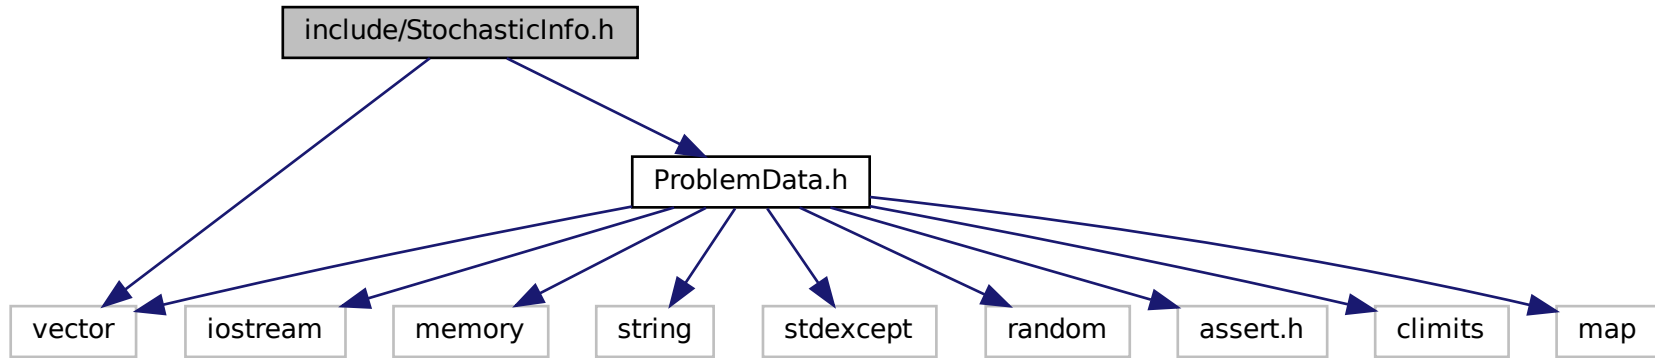 include/StochasticInfo.h
ProblemData.h
vector
iostream
memory
string
stdexcept
random
assert.h
climits
map